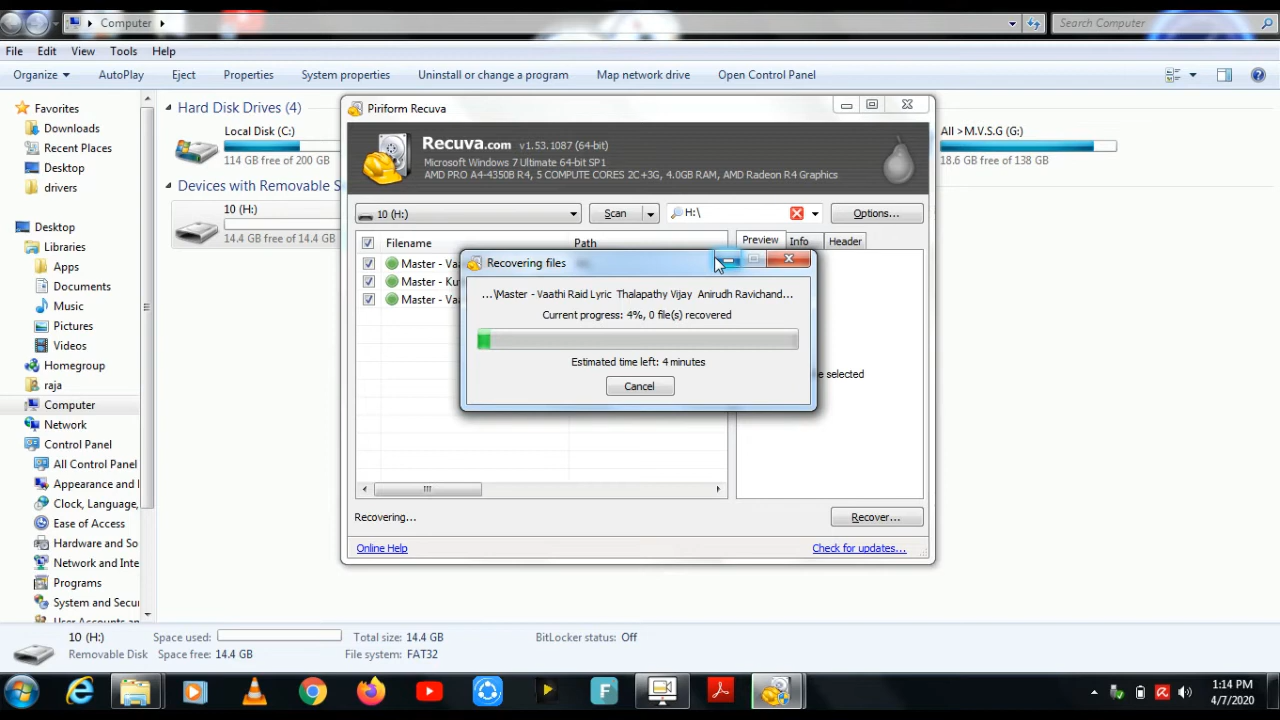 Computer
Search Computer
File Edit View Tools Help
Organize AutoPlay Eject Properties System properties Uninstall or change a program Map network drive Open Control Panel
Favorites
Downloads
Recent Places
Desktop
drivers
Desktop
Libraries
Apps
Documents
Music
Pictures
Videos
Homegroup
raja
Computer
Network
Control Panel
All Control Panel
Appearance and
Clock, Language,
Ease of Access
Hardware and So
Network and Inte
Programs
System and Secu
User Accounts an
Hard Disk Drives (4)
Local Disk (C:)
114 GB free of 200 GB
Devices with Removable S
10 (H:)
14.4 GB free of 14.4 GB
All >M.V.S.G (G:)
18.6 GB free of 138 GB
Piriform Recuva
Recuva.com v1.53.1087 (64-bit)
Microsoft Windows 7 Ultimate 64-bit SP1
AMD PRO A4-4350B R4, 5 COMPUTE CORES 2C+3G, 4.0GB RAM, AMD Radeon R4 Graphics
10 (H:) Scan H:\ Options...
Filename Path
Master - Va
Master - Ku
Master - Va
Preview Info Header
e selected
Recovering files
...\Master - Vaathi Raid Lyric Thalapathy Vijay Anirudh Ravichand...
Current progress: 4%, 0 file(s) recovered
Estimated time left: 4 minutes
Cancel
Recovering...
Recover...
Online Help
Check for updates...
10 (H:) Space used: Total size: 14.4 GB BitLocker status: Off
Removable Disk Space free: 14.4 GB File system: FAT32
1:14 PM
4/7/2020